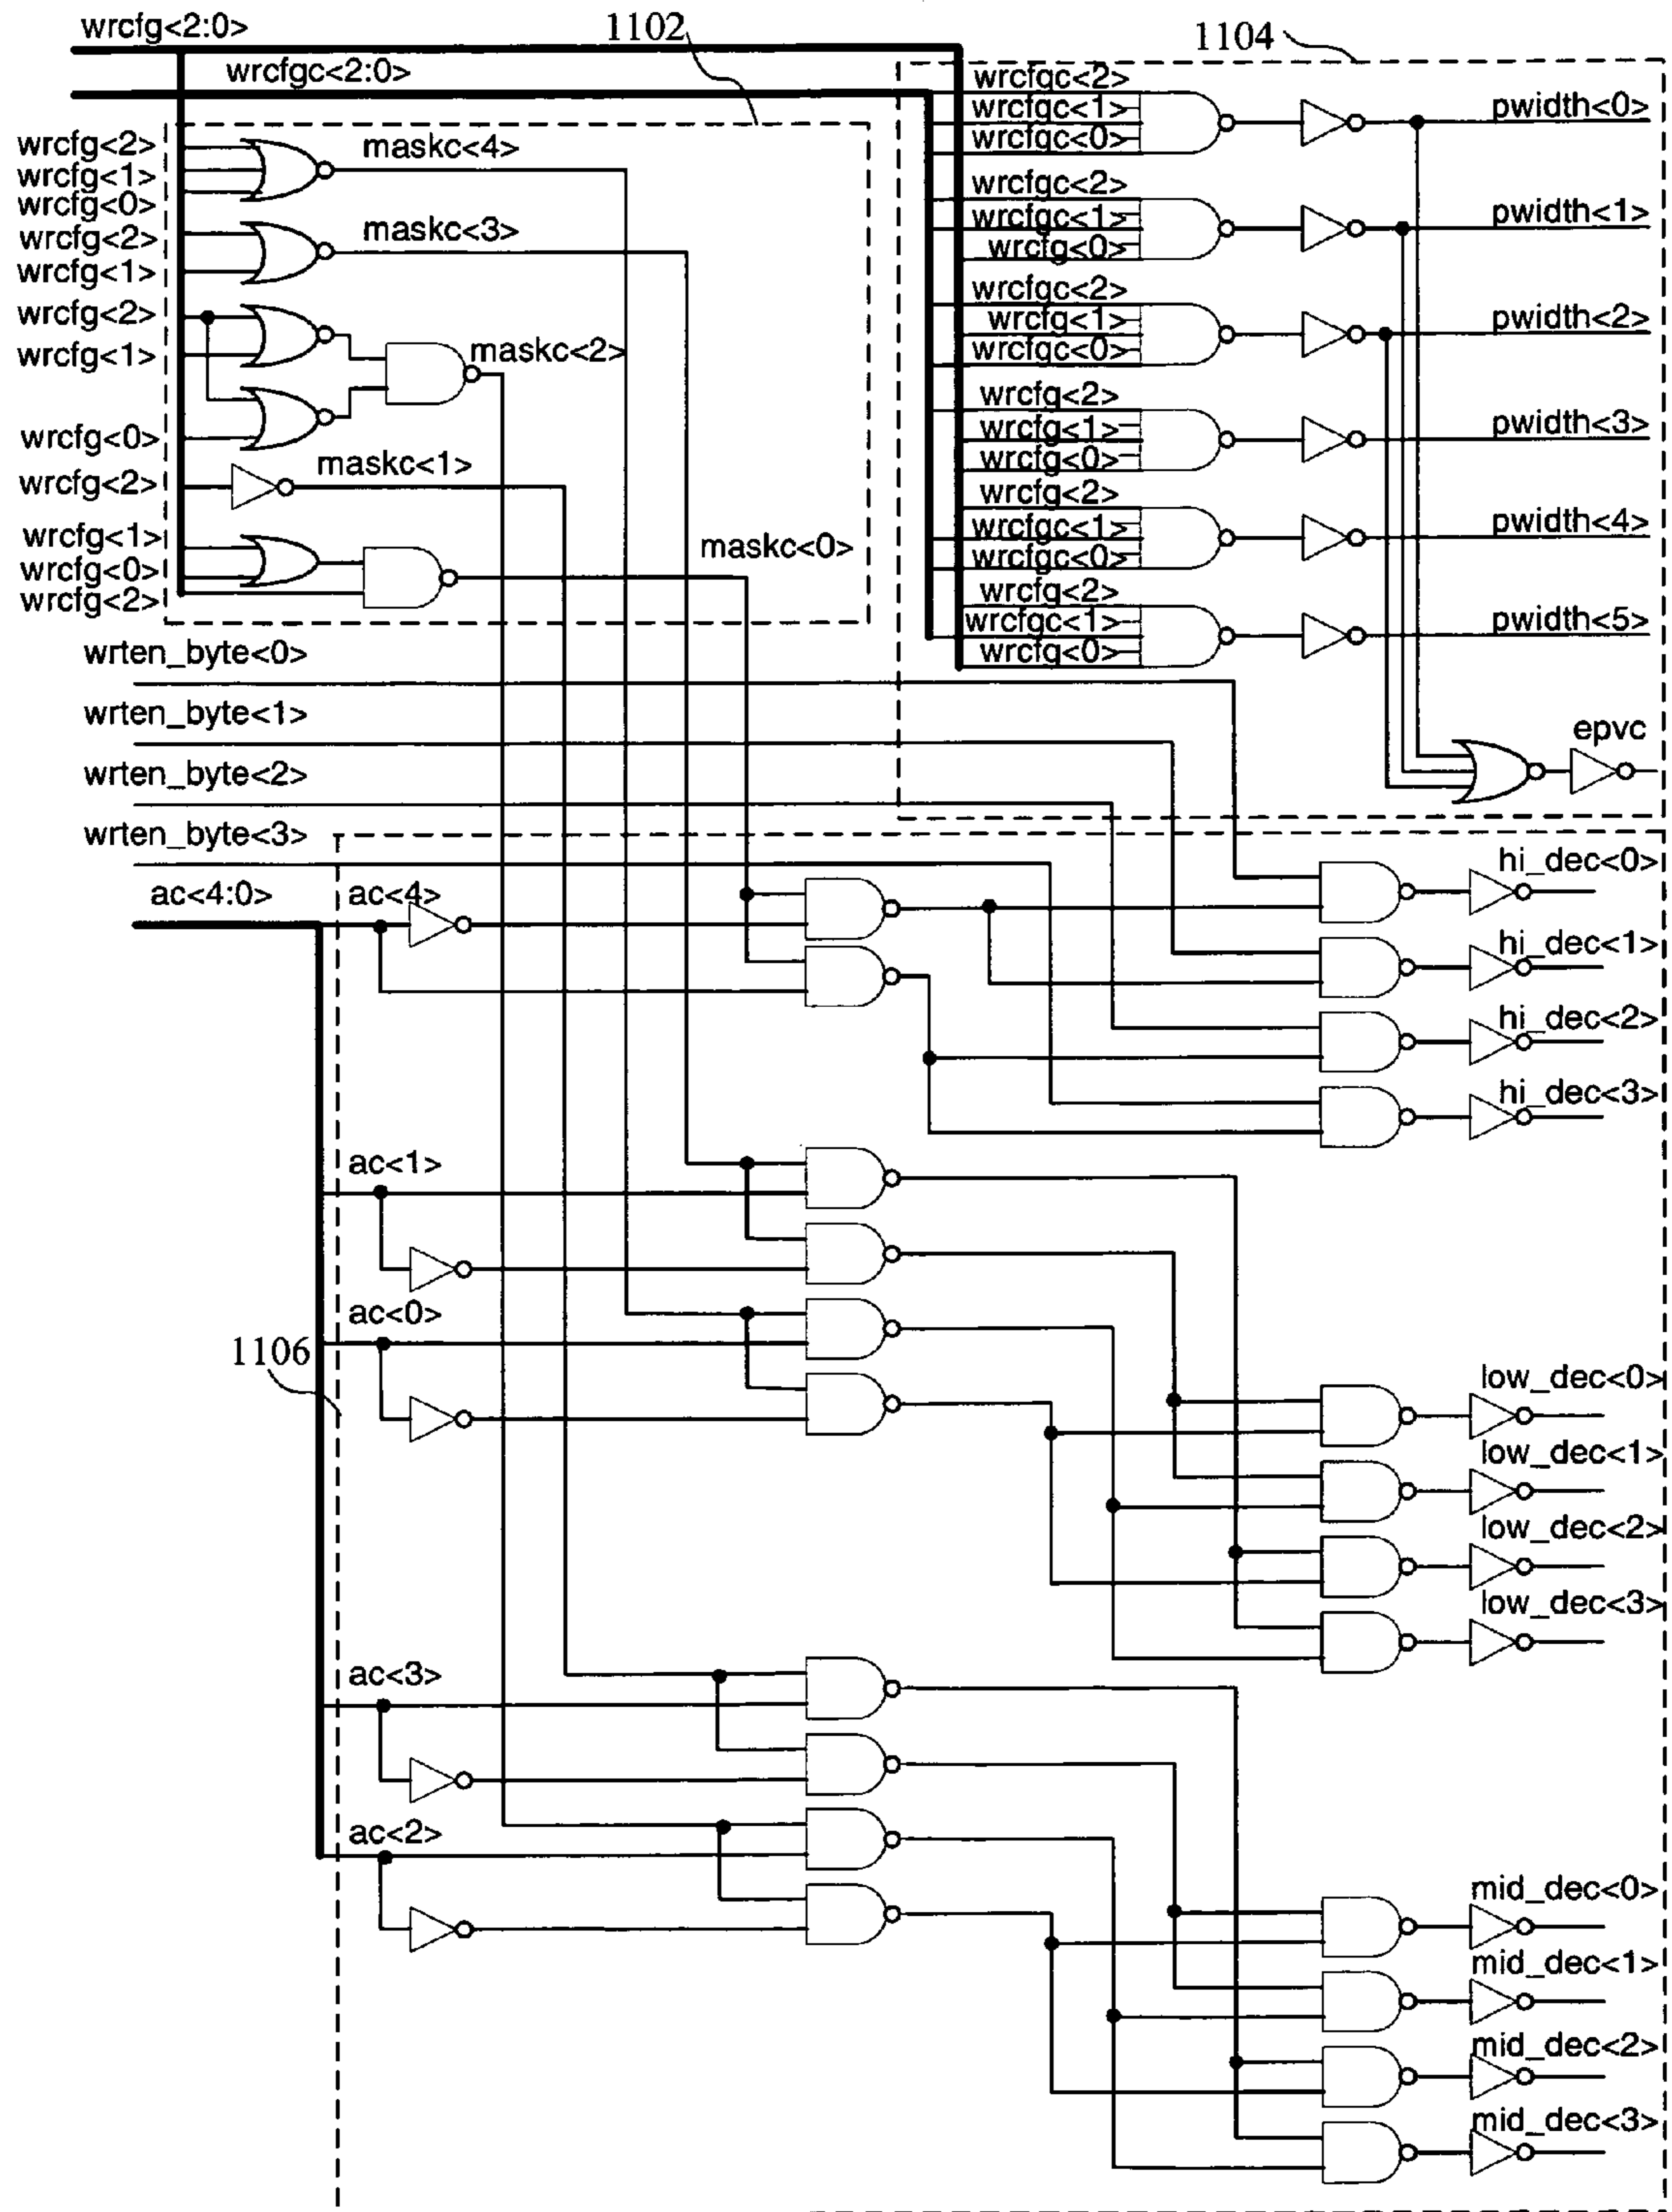 wrcfg<2:0>
1102
1104
wrcfgc<2:0>
wrcfg<2>
wrcfg<1>
wrcfg<0>
maskc<4>
wrcfg<2>
wrcfg<1>
maskc<3>
wrcfg<2>
wrcfg<1>
maskc<2>
wrcfg<0>
wrcfg<2>
maskc<1>
wrcfg<1>
wrcfg<0>
wrcfg<2>
maskc<0>
wrcfgc<2>
wrcfgc<1>
wrcfgc<0>
pwidth<0>
wrcfgc<2>
wrcfgc<1>
wrcfg<0>
pwidth<1>
wrcfgc<2>
wrcfg<1>
wrcfgc<0>
pwidth<2>
wrcfg<2>
wrcfg<1>
wrcfg<0>
pwidth<3>
wrcfg<2>
wrcfgc<1>
wrcfgc<0>
pwidth<4>
wrcfg<2>
wrcfgc<1>
wrcfg<0>
pwidth<5>
epvc
wrten_byte<0>
wrten_byte<1>
wrten_byte<2>
wrten_byte<3>
ac<4:0>
ac<4>
hi_dec<0>
hi_dec<1>
hi_dec<2>
hi_dec<3>
ac<1>
ac<0>
1106
low_dec<0>
low_dec<1>
low_dec<2>
low_dec<3>
ac<3>
ac<2>
mid_dec<0>
mid_dec<1>
mid_dec<2>
mid_dec<3>